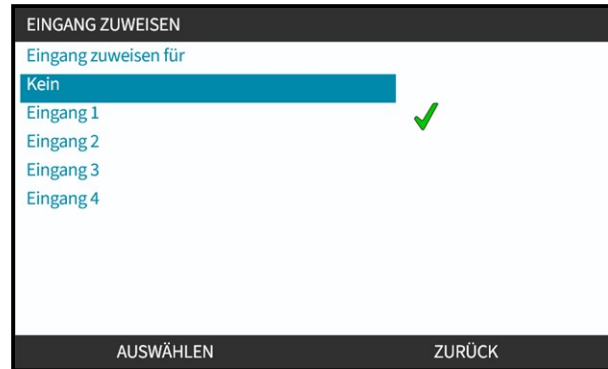 EINGANG ZUWEISEN
Eingang zuweisen für
Kein
Eingang 1
Eingang 2
Eingang 3
Eingang 4
AUSWÄHLEN ZURÜCK